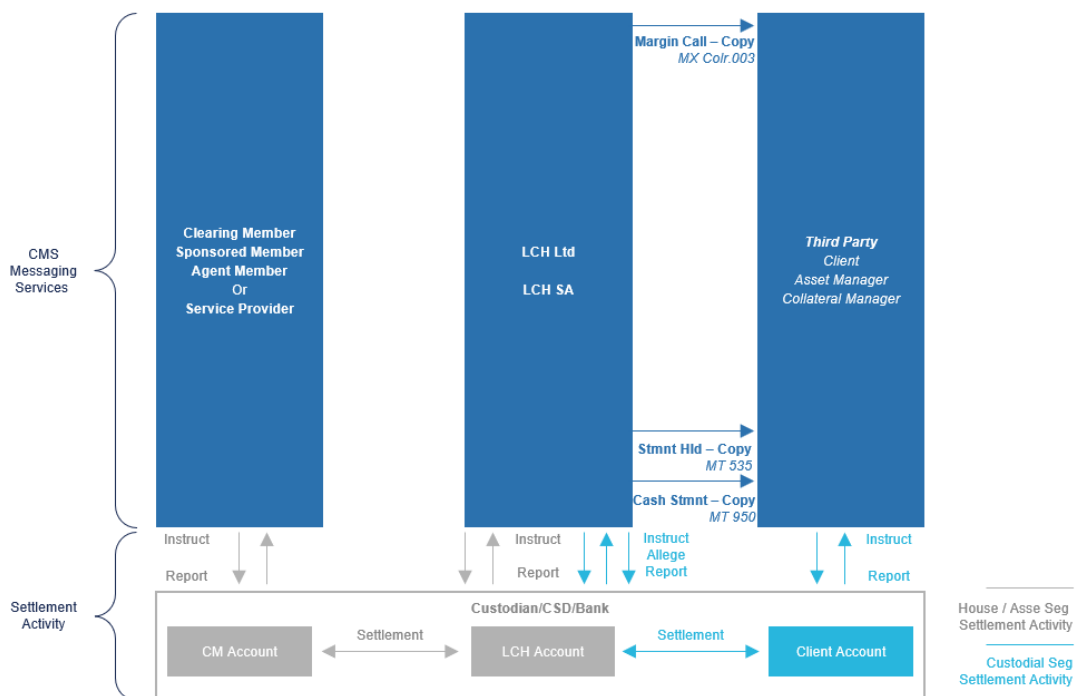 Margin Call – Copy
MX Colr.003
CMS
Messaging
Services
Clearing Member
Sponsored Member
Agent Member
Or
Service Provider
LCH Ltd
LCH SA
Third Party
Client
Asset Manager
Collateral Manager
Stmnt Hld – Copy
MT 535
Cash Stmnt – Copy
MT 950
Instruct
Report
Instruct
Report
Instruct
Allege
Report
Instruct
Report
Settlement
Activity
Custodian/CSD/Bank
CM Account
Settlement
LCH Account
Settlement
Client Account
House / Asse Seg
Settlement Activity
Custodial Seg
Settlement Activity